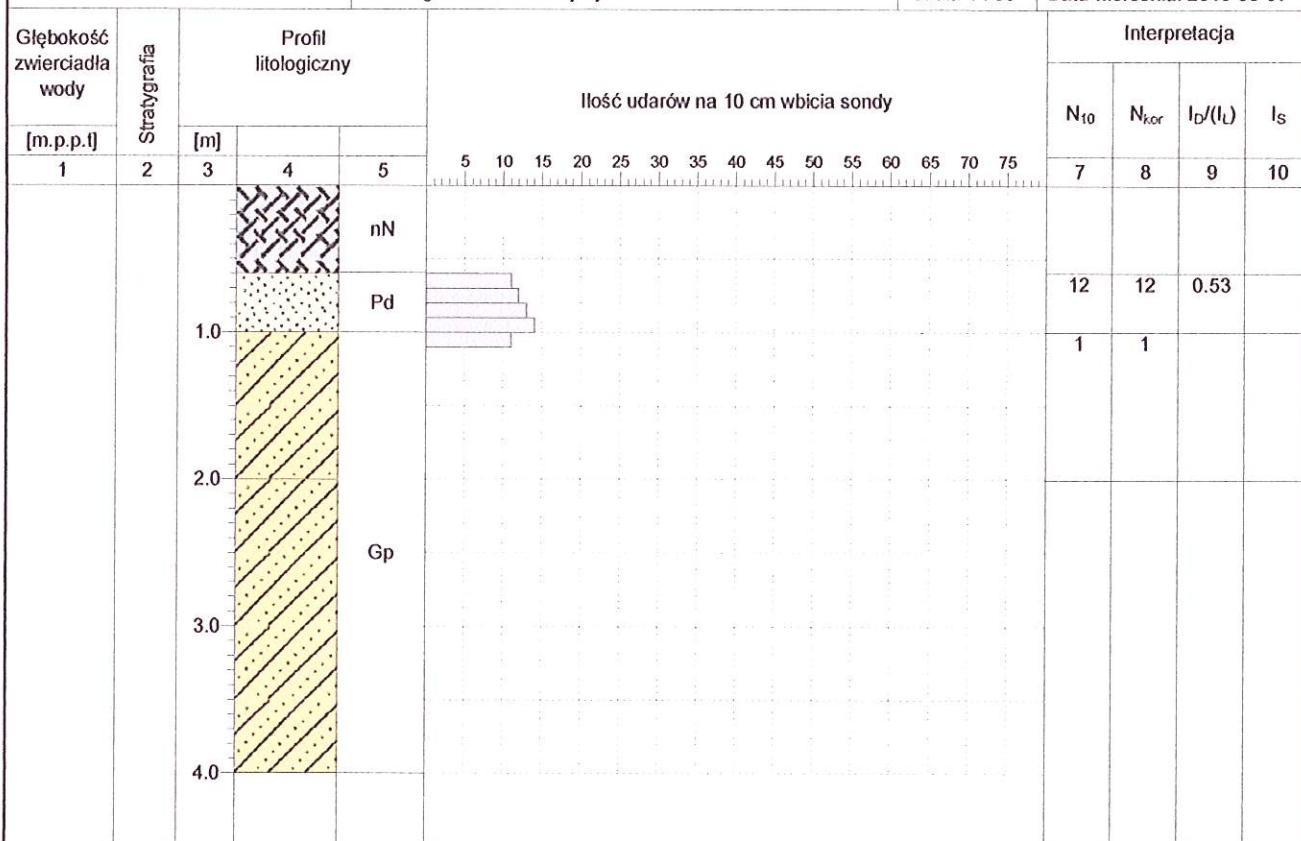 Głębokość
zwierciadła
wody
[m.p.p.t]
Stratygrafia
Profil
litologiczny
[m]
Ilość udarów na 10 cm wbicia sondy
5 10 15 20 25 30 35 40 45 50 55 60 65 70 75
Interpretacja
N10 Nkor ID/(IL) IS
1 2 3 4 5 7 8 9 10
nN
Pd
12 12 0.53
1.0
1 1
2.0
Gp
3.0
4.0